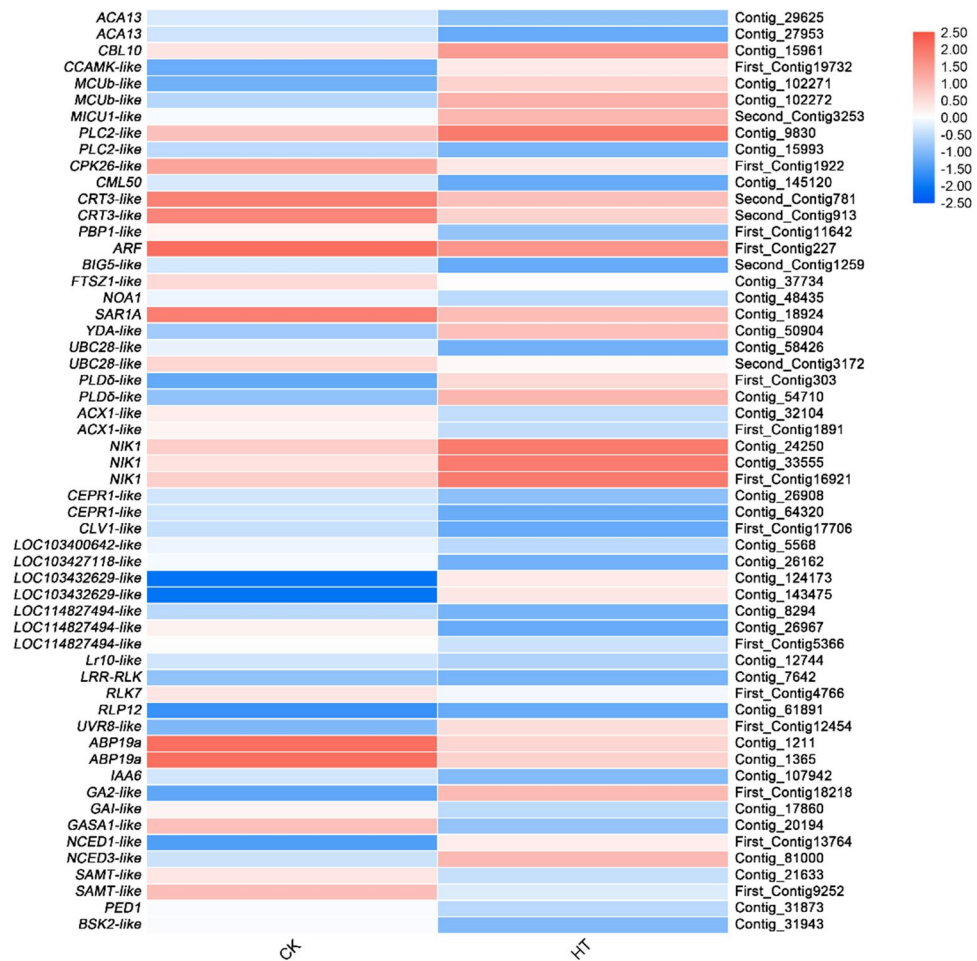 ACA13 Contig_29625
ACA13 Contig_27953
CBL10 Contig_15961
CCAMK-like First_Contig19732
MCUb-like Contig_102271
MCUb-like Contig_102272
MICU1-like Second_Contig3253
PLC2-like Contig_9830
PLC2-like Contig_15993
CPK26-like First_Contig1922
CML50 Contig_145120
CRT3-like Second_Contig781
CRT3-like Second_Contig913
PBP1-like First_Contig11642
ARF First_Contig227
BIG5-like Second_Contig1259
FTSZ1-like Contig_37734
NOA1 Contig_48435
SAR1A Contig_18924
YDA-like Contig_50904
UBC28-like Contig_58426
UBC28-like Second_Contig3172
PLDδ-like First_Contig303
PLDδ-like Contig_54710
ACX1-like Contig_32104
ACX1-like First_Contig1891
NIK1 Contig_24250
NIK1 Contig_33555
NIK1 First_Contig16921
CEPR1-like Contig_26908
CEPR1-like Contig_64320
CLV1-like First_Contig17706
LOC103400642-like Contig_5568
LOC103427118-like Contig_26162
LOC103432629-like Contig_124173
LOC103432629-like Contig_143475
LOC114827494-like Contig_8294
LOC114827494-like Contig_26967
LOC114827494-like First_Contig5366
Lr10-like Contig_12744
LRR-RLK Contig_7642
RLK7 First_Contig4766
RLP12 Contig_61891
UVR8-like First_Contig12454
ABP19a Contig_1211
ABP19a Contig_1365
IAA6 Contig_107942
GA2-like First_Contig18218
GAI-like Contig_17860
GASA1-like Contig_20194
NCED1-like First_Contig13764
NCED3-like Contig_81000
SAMT-like Contig_21633
SAMT-like First_Contig9252
PED1 Contig_31873
BSK2-like Contig_31943
CK HT
2.50
2.00
1.50
1.00
0.50
0.00
-0.50
-1.00
-1.50
-2.00
-2.50